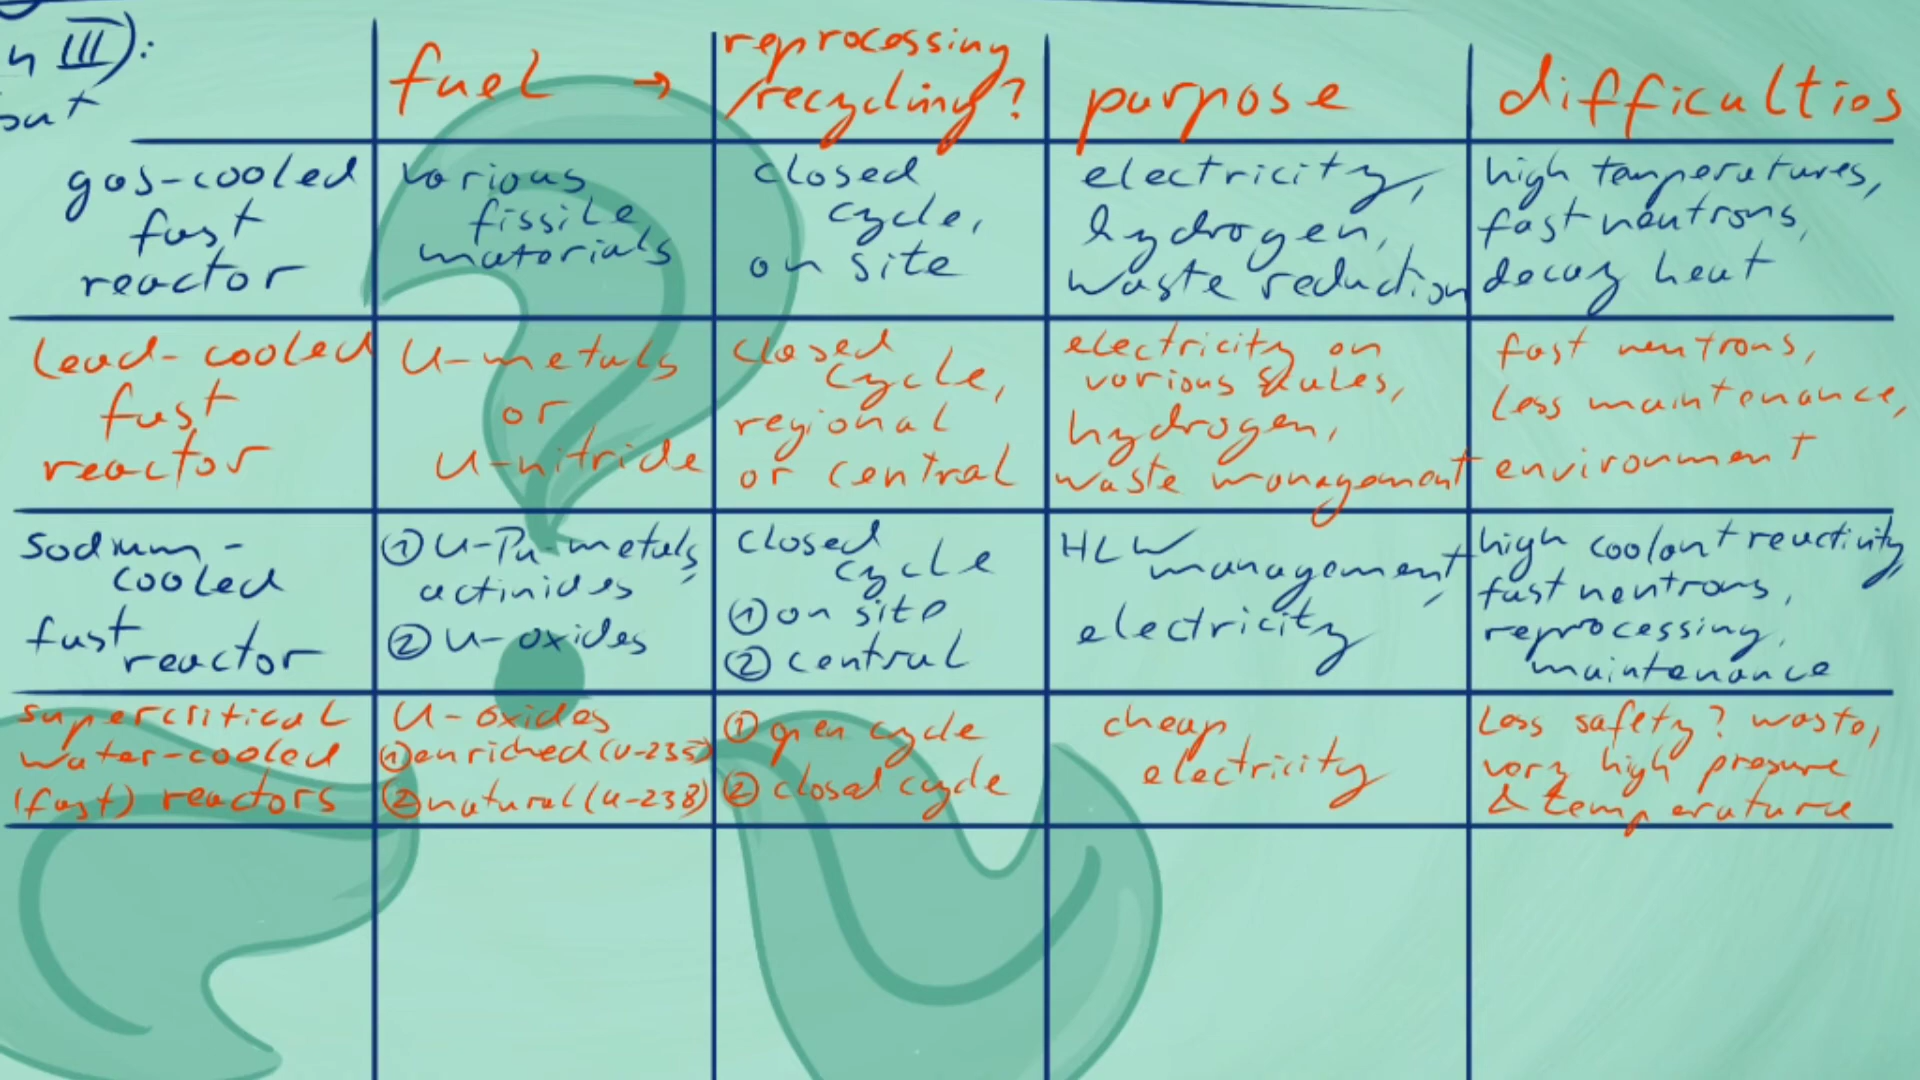 n III):
out
fuel →
reprocessing
/recycling?
purpose
difficulties
gas-cooled
fast
reactor
various
fissile
materials
closed
cycle,
on site
electricity,
hydrogen,
waste reduction
high temperatures,
fast neutrons,
decay heat
lead-cooled
fast
reactor
U-metals
or
U-nitride
closed
cycle,
regional
or central
electricity on
various scales,
hydrogen,
waste management
fast neutrons,
less maintenance,
environment
sodium-
cooled
fast
reactor
① U-Pu-metals,
actinides
② U-oxides
closed
cycle
① on site
② central
HLW
management,
electricity
high coolant reactivity,
fast neutrons,
reprocessing,
maintenance
supercritical
water-cooled
(fast) reactors
U-oxides
① enriched (U-235)
② natural (U-238)
① open cycle
② closed cycle
cheap
electricity
less safety? waste,
very high pressure
& temperature